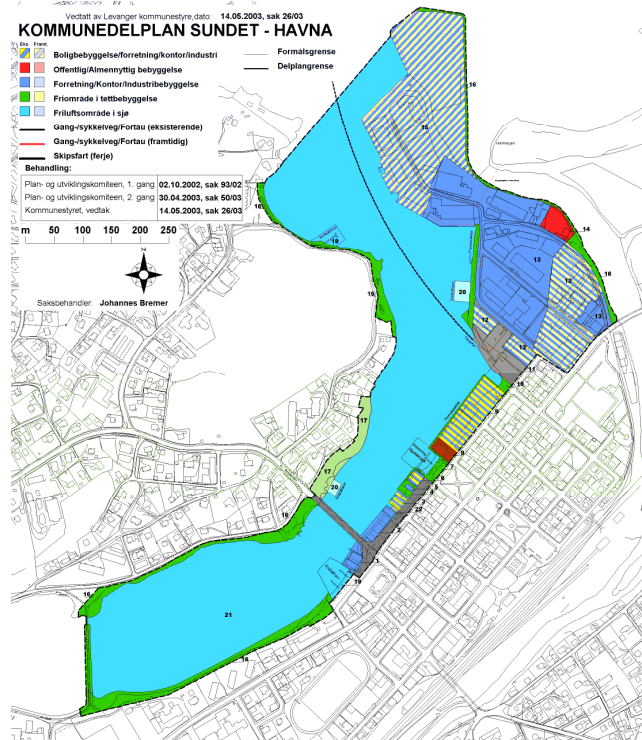 Vedtatt av Levanger kommunestyre,dato: 14.05.2003, sak 26/03
KOMMUNEDELPLAN SUNDET - HAVNA
Eks. Framt.
Boligbebyggelse/forretning/kontor/industri
Offentlig/Almennyttig bebyggelse
Forretning/Kontor/Industribebyggelse
Friområde i tettbebyggelse
Friluftsområde i sjø
Gang-/sykkelveg/Fortau (eksisterende)
Gang-/sykkelveg/Fortau (framtidig)
Skipsfart (ferje)
Formålsgrense
Delplangrense
Behandling:
Plan- og utviklingskomiteen, 1. gang 02.10.2002, sak 93/02
Plan- og utviklingskomiteen, 2. gang 30.04.2003, sak 50/03
Kommunestyret, vedtak 14.05.2003, sak 26/03
m 50 100 150 200 250
N
Saksbehandler: Johannes Bremer
16
15
16
14
19
13
16
12
20
16
13
12
12
11
10
9
17
8
7
17
6
20
5
4
3
22
16
2
1
19
16
21
16